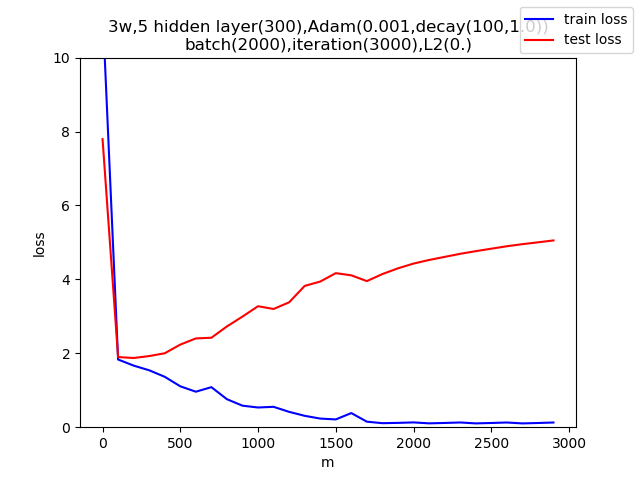 3w,5 hidden layer(300),Adam(0.001,decay(100,1.0))
batch(2000),iteration(3000),L2(0.)
train loss
test loss
10
8
6
4
2
0
loss
0 500 1000 1500 2000 2500 3000
m